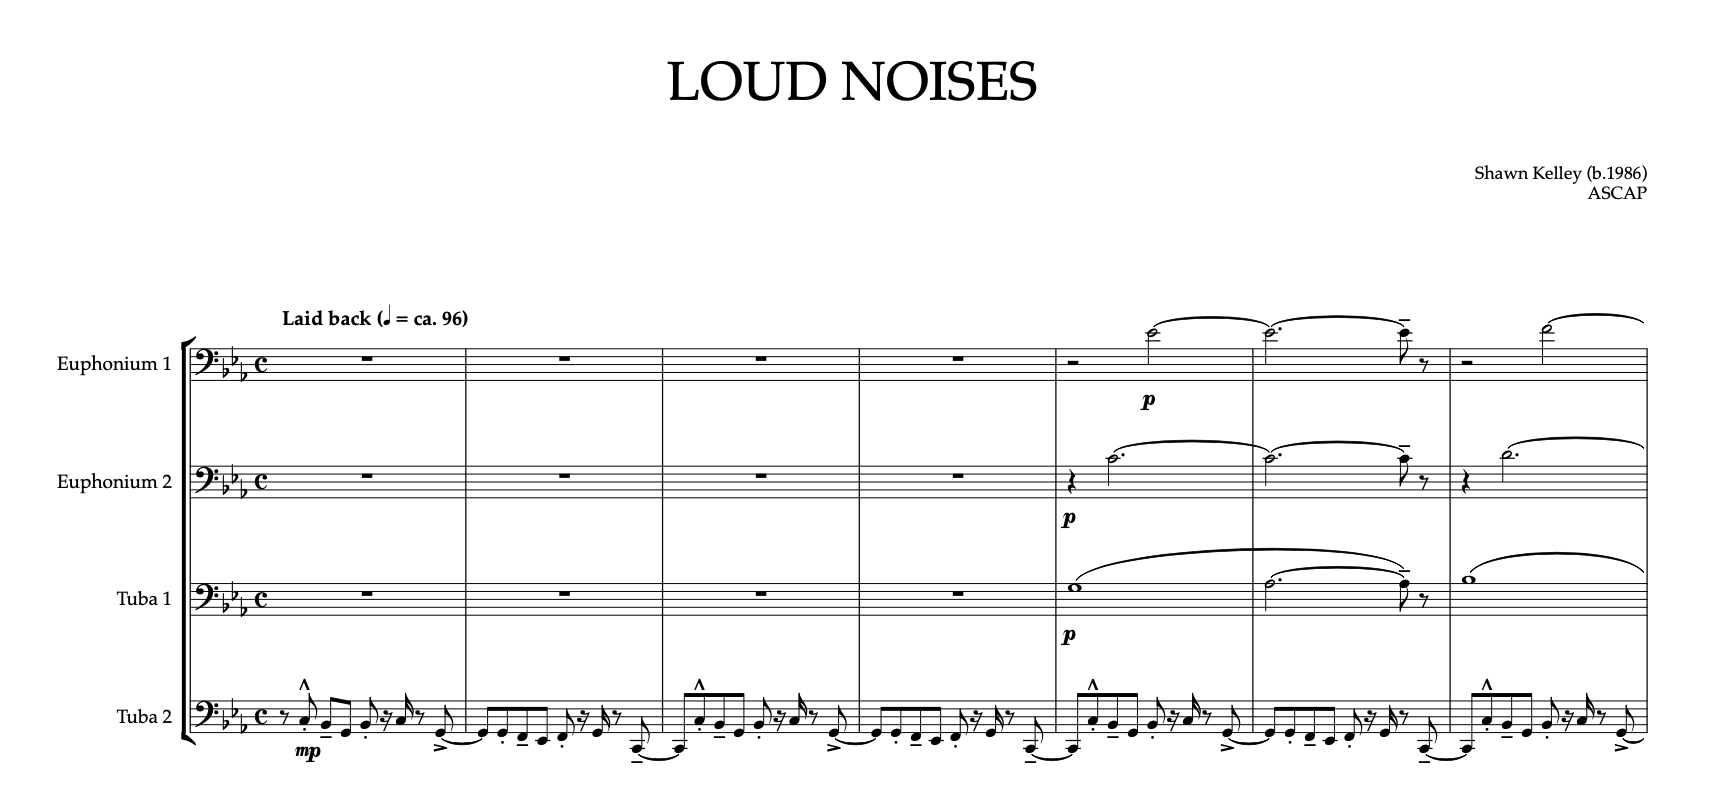 LOUD NOISES
Shawn Kelley (b.1986)
ASCAP
Laid back (♩ = ca. 96)
Euphonium 1
p
Euphonium 2
p
Tuba 1
p
Tuba 2
mp